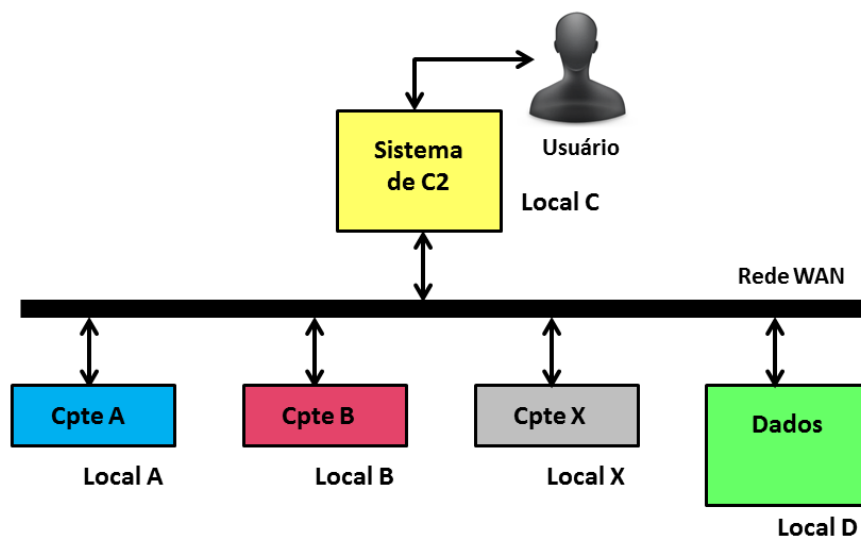 Usuário
Sistema
de C2
Local C
Rede WAN
Cpte A
Cpte B
Cpte X
Dados
Local A
Local B
Local X
Local D